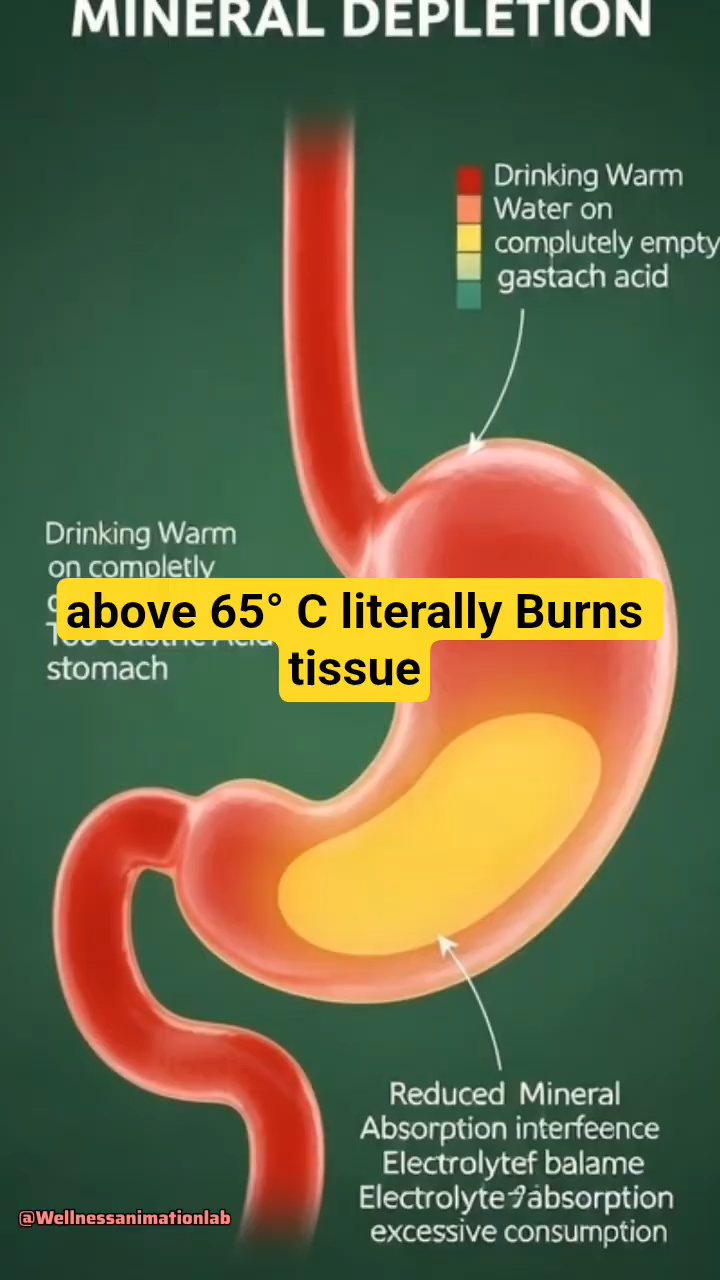 MINERAL DEPLETION
Drinking Warm
Water on
complutely empty
gastach acid
Drinking Warm
on completly
above 65° C literally Burns
tissue
stomach
Reduced Mineral
Absorption interfeence
Electrolytef balame
Electrolyte absorption
excessive consumption
@Wellnessanimationlab